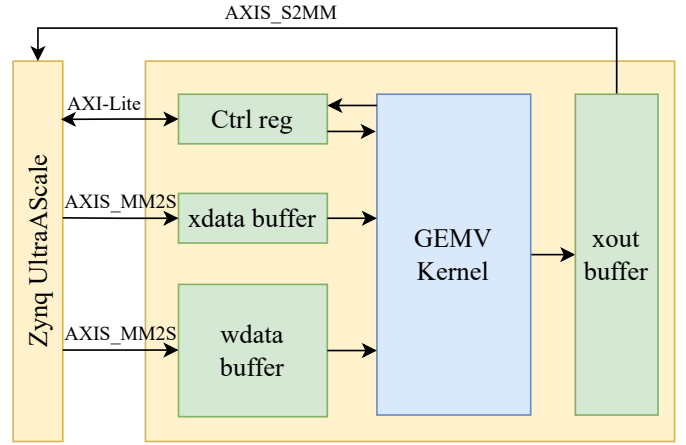 AXIS_S2MM
AXI-Lite
Ctrl reg
AXIS_MM2S
xdata buffer
Zynq UltraAScale
GEMV
Kernel
xout
buffer
AXIS_MM2S
wdata
buffer